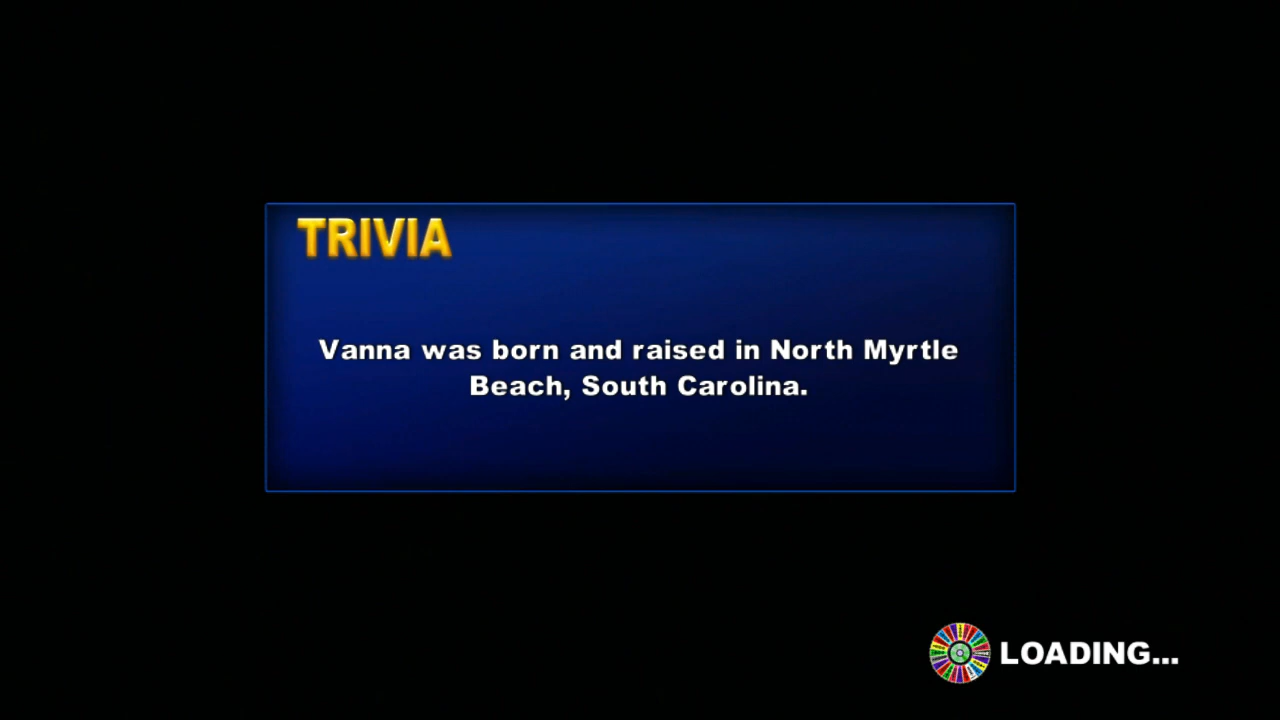 TRIVIA
Vanna was born and raised in North Myrtle
Beach, South Carolina.
LOADING...